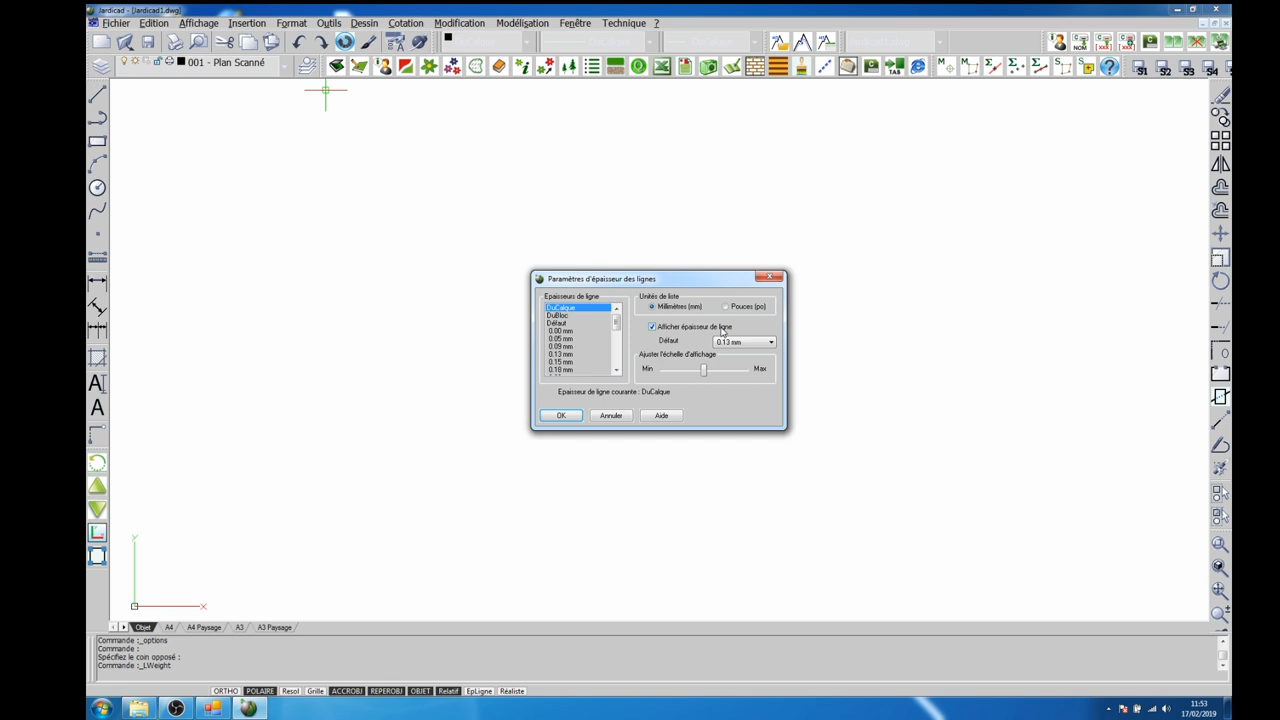 Jardicad - [Jardicad1.dwg]
Fichier Edition Affichage Insertion Format Outils Dessin Cotation Modification Modélisation Fenêtre Technique ?
001 - Plan Scanné
TAB
S1 S2 S3 S4
Paramètres d'épaisseur des lignes
Epaisseurs de ligne
DuCalque
DuBloc
Défaut
0.00 mm
0.05 mm
0.09 mm
0.13 mm
0.15 mm
0.18 mm
Unités de liste
Millimètres (mm) Pouces (po)
Afficher épaisseur de ligne
Défaut 0.13 mm
Ajuster l'échelle d'affichage
Min Max
Epaisseur de ligne courante : DuCalque
OK Annuler Aide
Y
X
Objet A4 A4 Paysage A3 A3 Paysage
Commande :_options
Commande :
Spécifiez le coin opposé :
Commande :_LWeight
ORTHO POLAIRE Resol Grille ACCROBJ REPEROBJ OBJET Relatif EpLigne Réaliste
11:53
17/02/2019